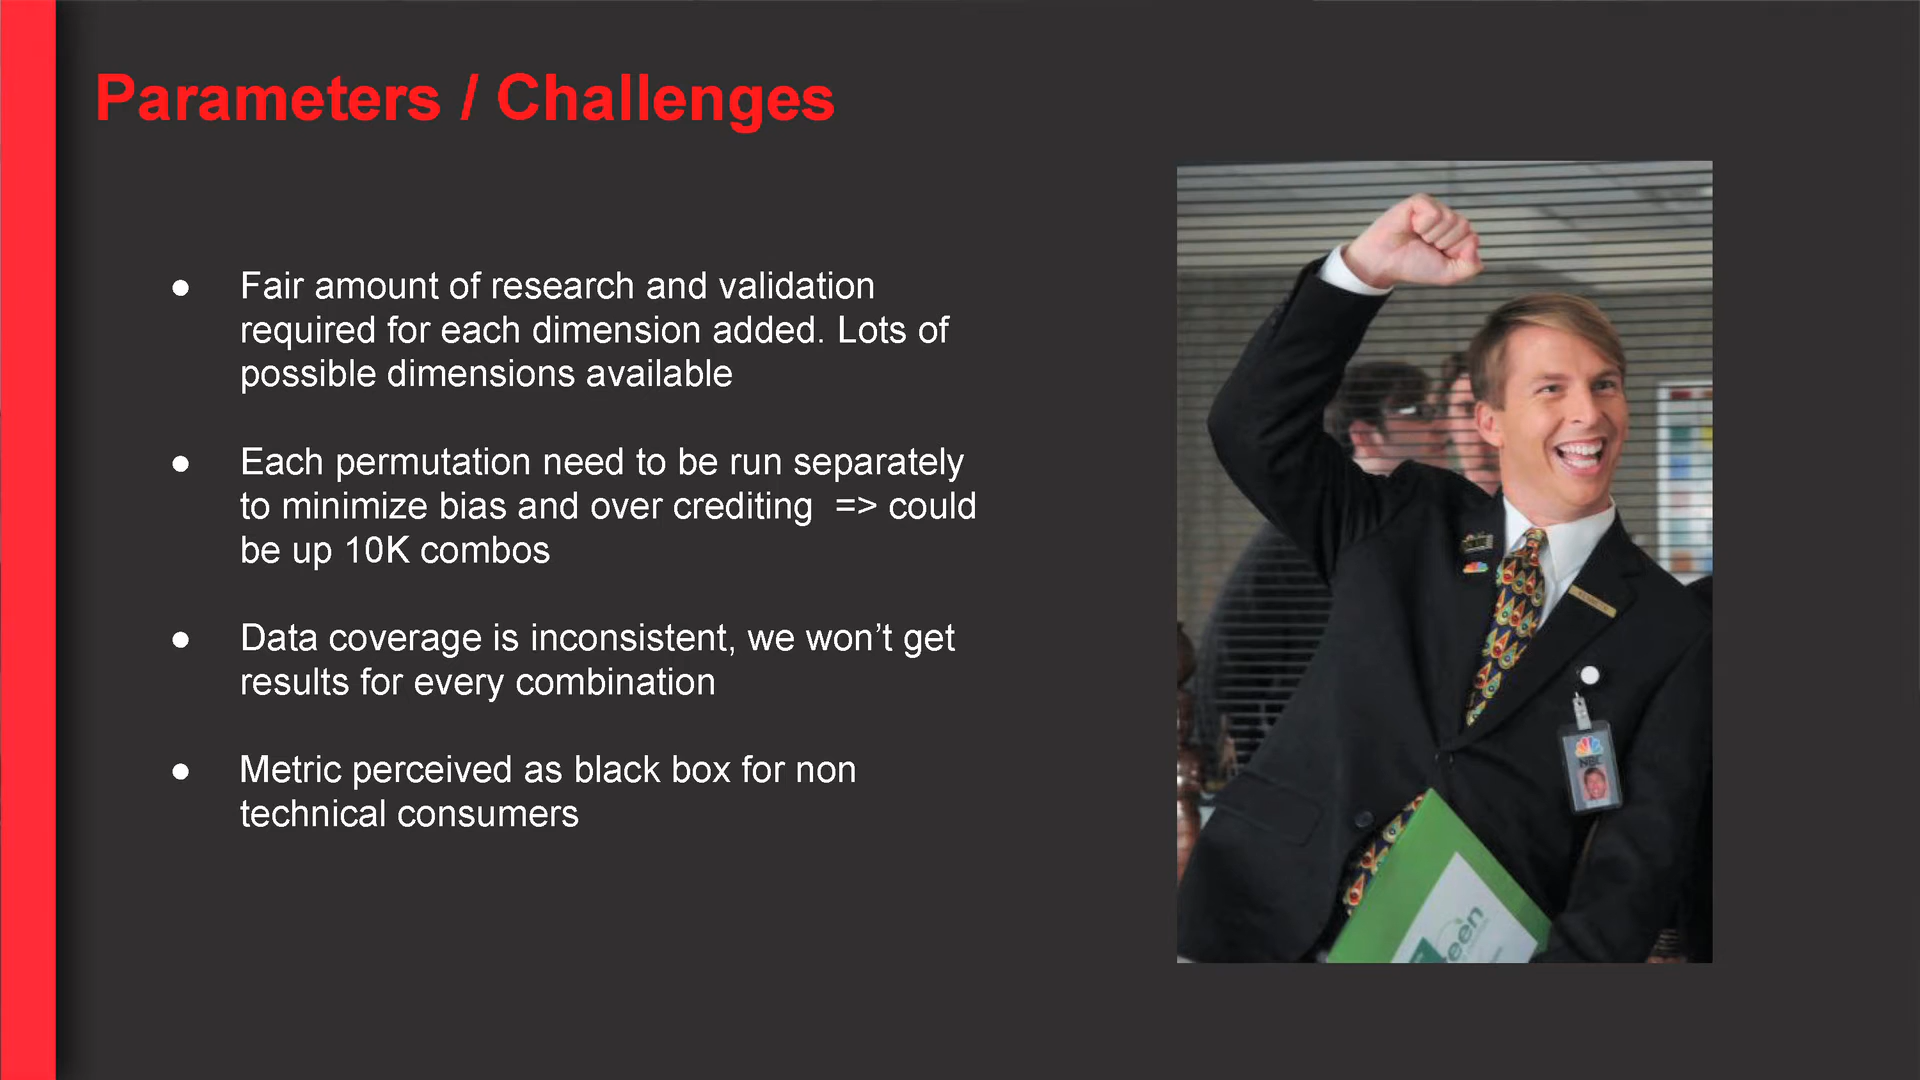 Parameters / Challenges
● Fair amount of research and validation
required for each dimension added. Lots of
possible dimensions available
● Each permutation need to be run separately
to minimize bias and over crediting => could
be up 10K combos
● Data coverage is inconsistent, we won’t get
results for every combination
● Metric perceived as black box for non
technical consumers
NBC